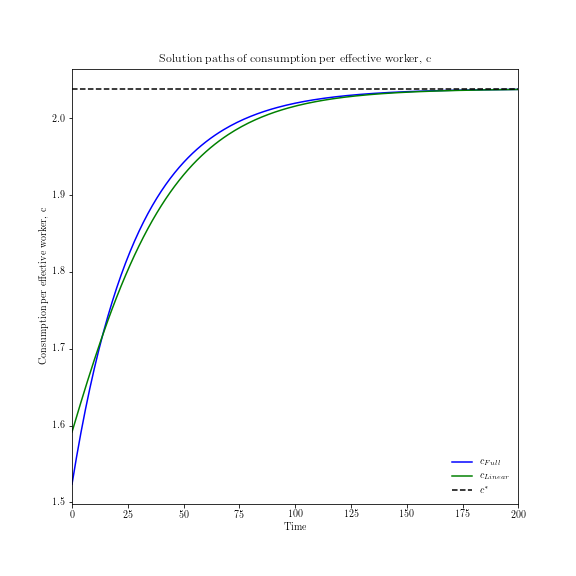 Solution paths of consumption per effective worker, c
Consumption per effective worker, c
2.0
1.9
1.8
1.7
1.6
1.5
0 25 50 75 100 125 150 175 200
Time
c_Full
c_Linear
c*